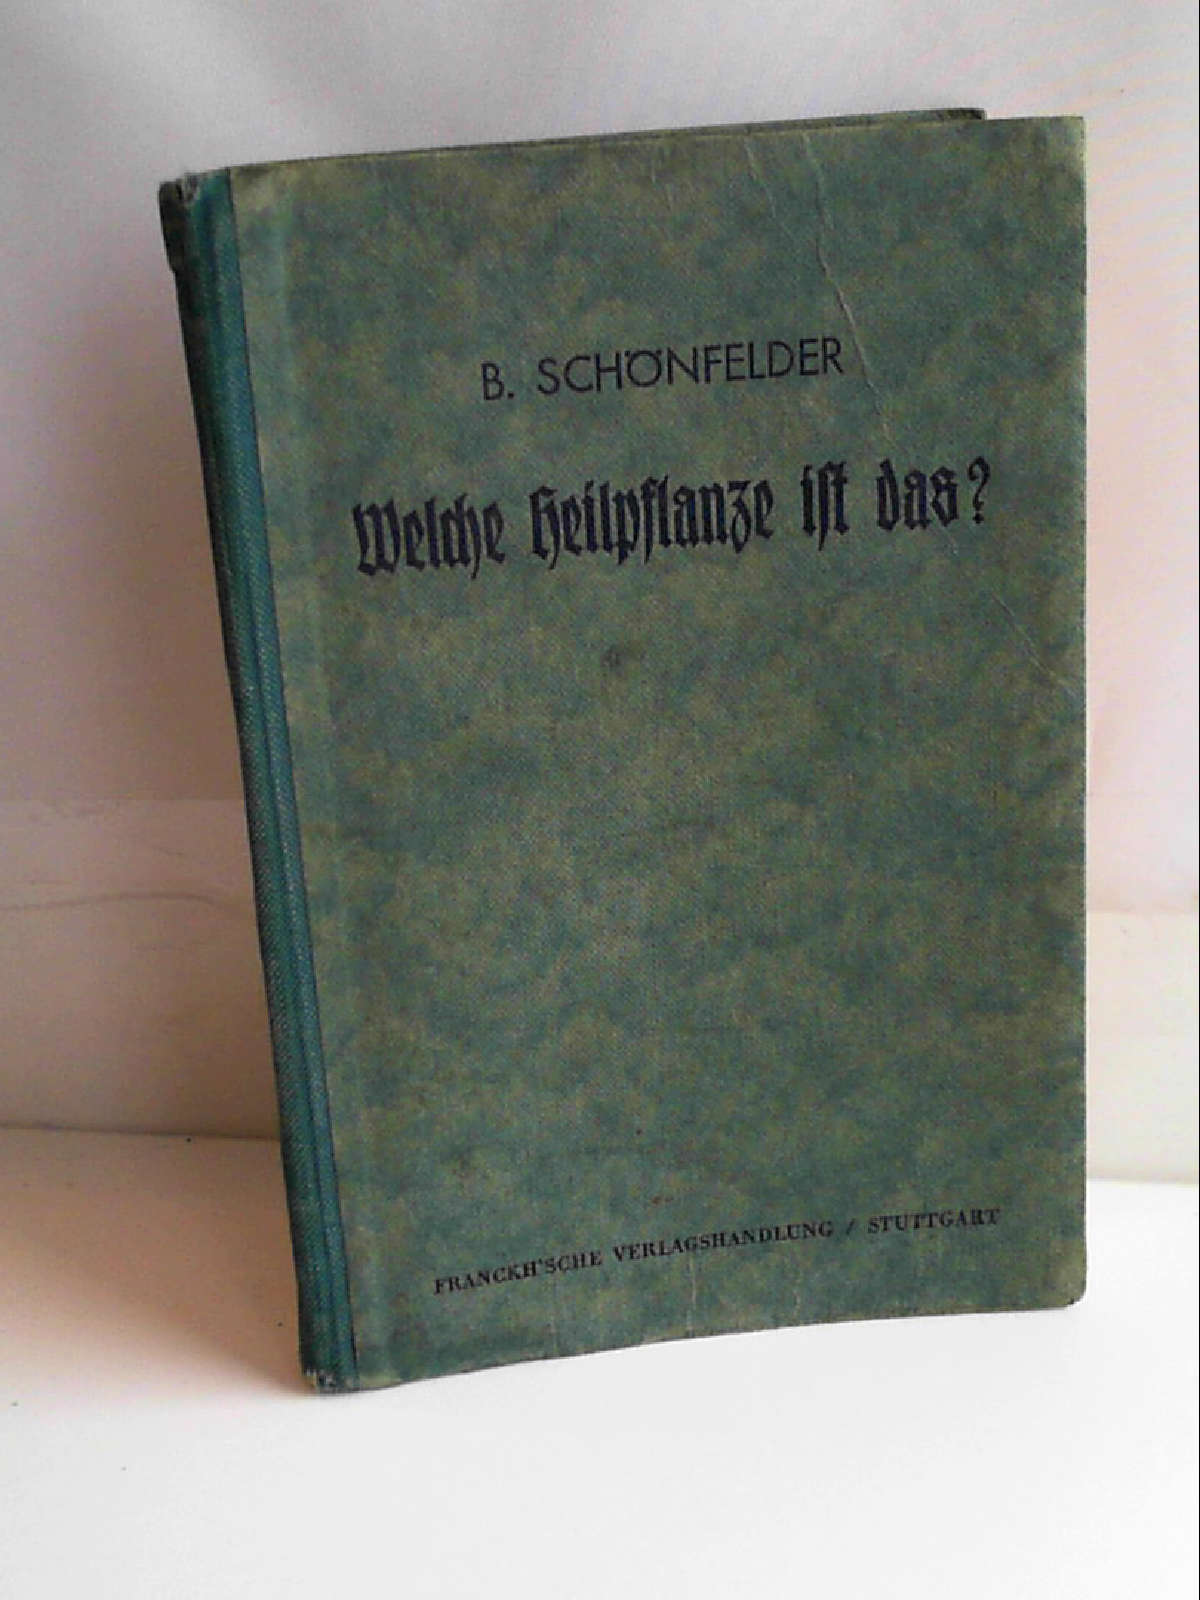 B. SCHÖNFELDER
Welche Heilpflanze ist das?
FRANCKH'SCHE VERLAGSHANDLUNG / STUTTGART